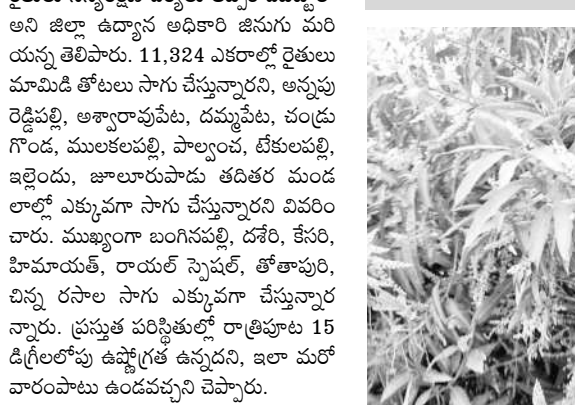 అని జిల్లా ఉద్యాన అధికారి జినుగు మరి
యన్న తెలిపారు. 11,324 ఎకరాల్లో రైతులు
మామిడి తోటలు సాగు చేస్తున్నారని, అన్నపు
రెడ్డిపల్లి, అశ్వారావుపేట, దమ్మపేట, చండ్రు
గొండ, ములకలపల్లి, పాల్వంచ, టేకులపల్లి,
ఇల్లెందు, జూలూరుపాడు తదితర మండ
లాల్లో ఎక్కువగా సాగు చేస్తున్నారని వివరిం
చారు. ముఖ్యంగా బంగినపల్లి, దశేరి, కేసరి,
హిమాయత్, రాయల్ స్పెషల్, తోతాపురి,
చిన్న రసాల సాగు ఎక్కువగా చేస్తున్నార
న్నారు. ప్రస్తుత పరిస్థితుల్లో రాత్రిపూట 15
డిగ్రీలలోపు ఉష్ణోగ్రత ఉన్నదని, ఇలా మరో
వారంపాటు ఉండవచ్చని చెప్పారు.